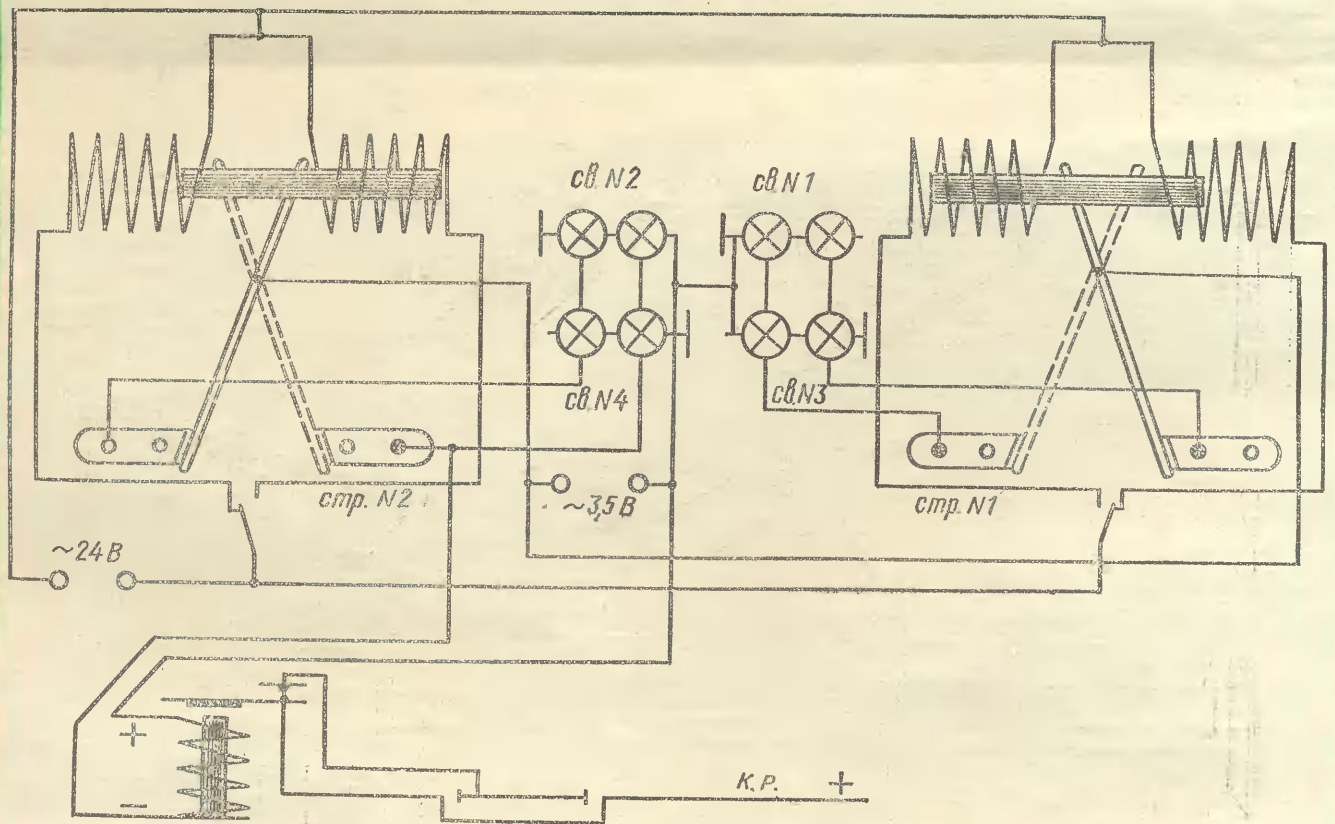 св. N2
св. N1
св. N4
св. N3
стр. N2
~3,5 В
стр. N1
~24 В
+
−
К. Р. +